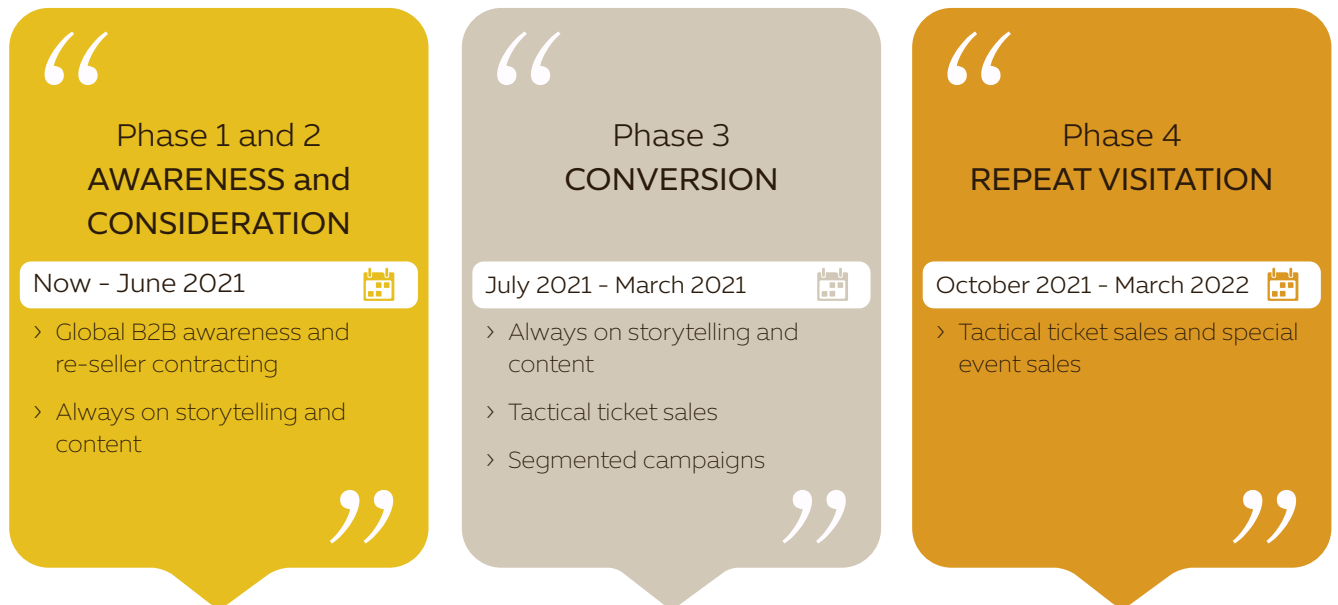 “
Phase 1 and 2
AWARENESS and
CONSIDERATION
Now - June 2021
› Global B2B awareness and
re-seller contracting
› Always on storytelling and
content
”
“
Phase 3
CONVERSION
July 2021 - March 2021
› Always on storytelling and
content
› Tactical ticket sales
› Segmented campaigns
”
“
Phase 4
REPEAT VISITATION
October 2021 - March 2022
› Tactical ticket sales and special
event sales
”